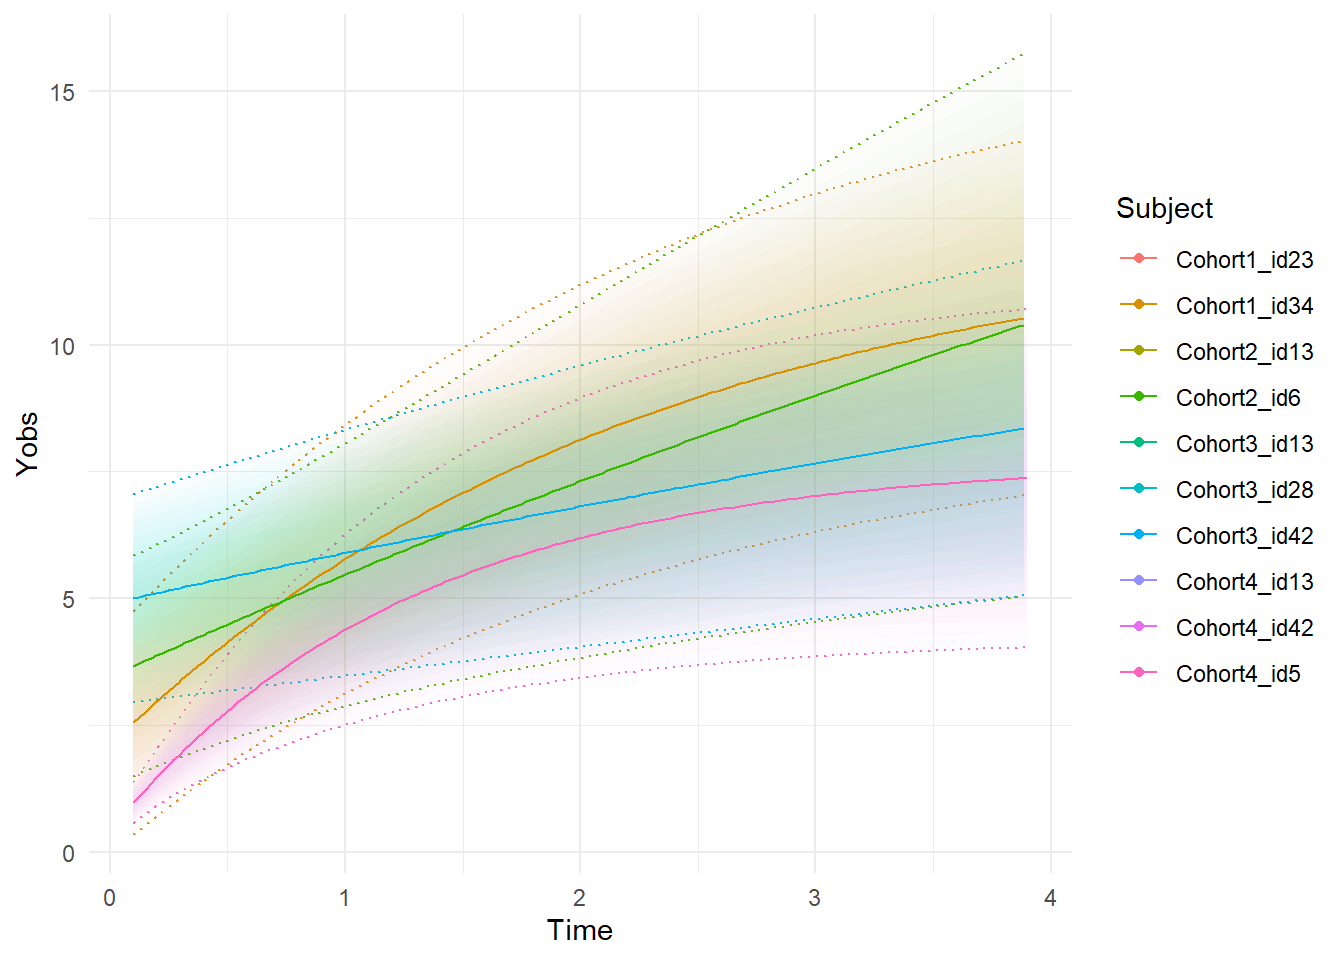 15
10
5
0
Yobs
0 1 2 3 4
Time
Subject
Cohort1_id23
Cohort1_id34
Cohort2_id13
Cohort2_id6
Cohort3_id13
Cohort3_id28
Cohort3_id42
Cohort4_id13
Cohort4_id42
Cohort4_id5